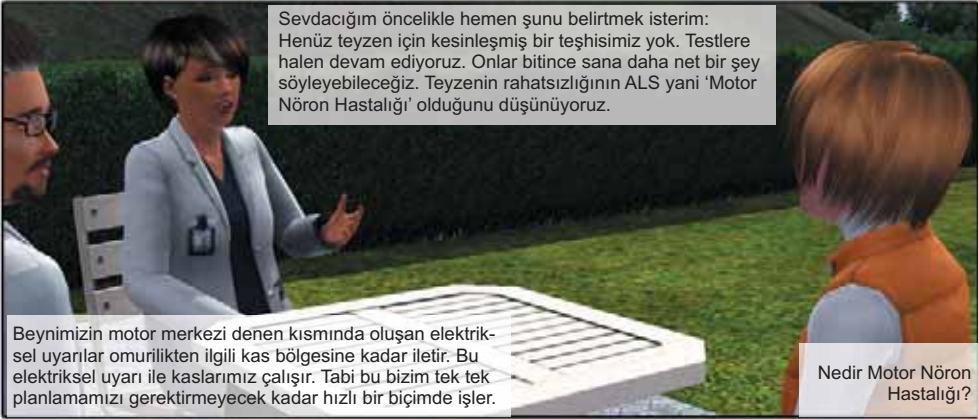 Sevdacığım öncelikle hemen şunu belirtmek isterim:
Henüz teyzen için kesinleşmiş bir teşhisimiz yok. Testlere
halen devam ediyoruz. Onlar bitince sana daha net bir şey
söyleyebileceğiz. Teyzenin rahatsızlığının ALS yani ‘Motor
Nöron Hastalığı’ olduğunu düşünüyoruz.
Nedir Motor Nöron
Hastalığı?
Beynimizin motor merkezi denen kısmında oluşan elektrik-
sel uyarılar omurilikten ilgili kas bölgesine kadar iletir. Bu
elektriksel uyarı ile kaslarımız çalışır. Tabi bu bizim tek tek
planlamamızı gerektirmeyecek kadar hızlı bir biçimde işler.